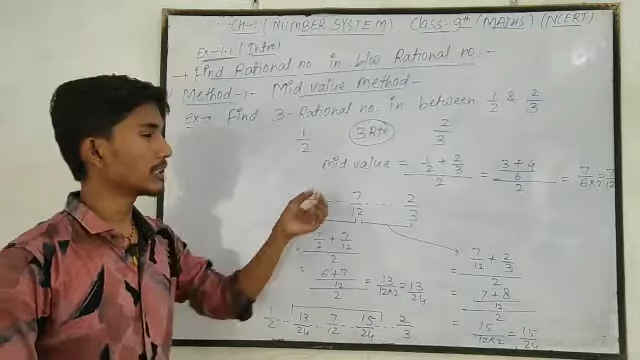 CH-1 (NUMBER SYSTEM) CLASS-9th (MATHS) (NCERT)
Ex-1.1 (Intro)
→ Find Rational no. in b/w Rational no. :-
Method-1- Mid value Method-
ex→ Find 3-Rational no. in between 1/2 & 2/3
1/2 3RN 2/3
Mid value = (1/2 + 2/3)/2 = ((3+4)/6)/2 = 7/(6×2) = 7/12
... 7/12 .... 2/3
(1/2 + 7/12)/2 = (7/12 + 2/3)/2
= ((6+7)/12)/2 = 13/(12×2) = 13/24 = ((7+8)/12)/2
1/2 ... 13/24 ... 7/12 ... 15/24 ... 2/3 = 15/(12×2) = 15/24